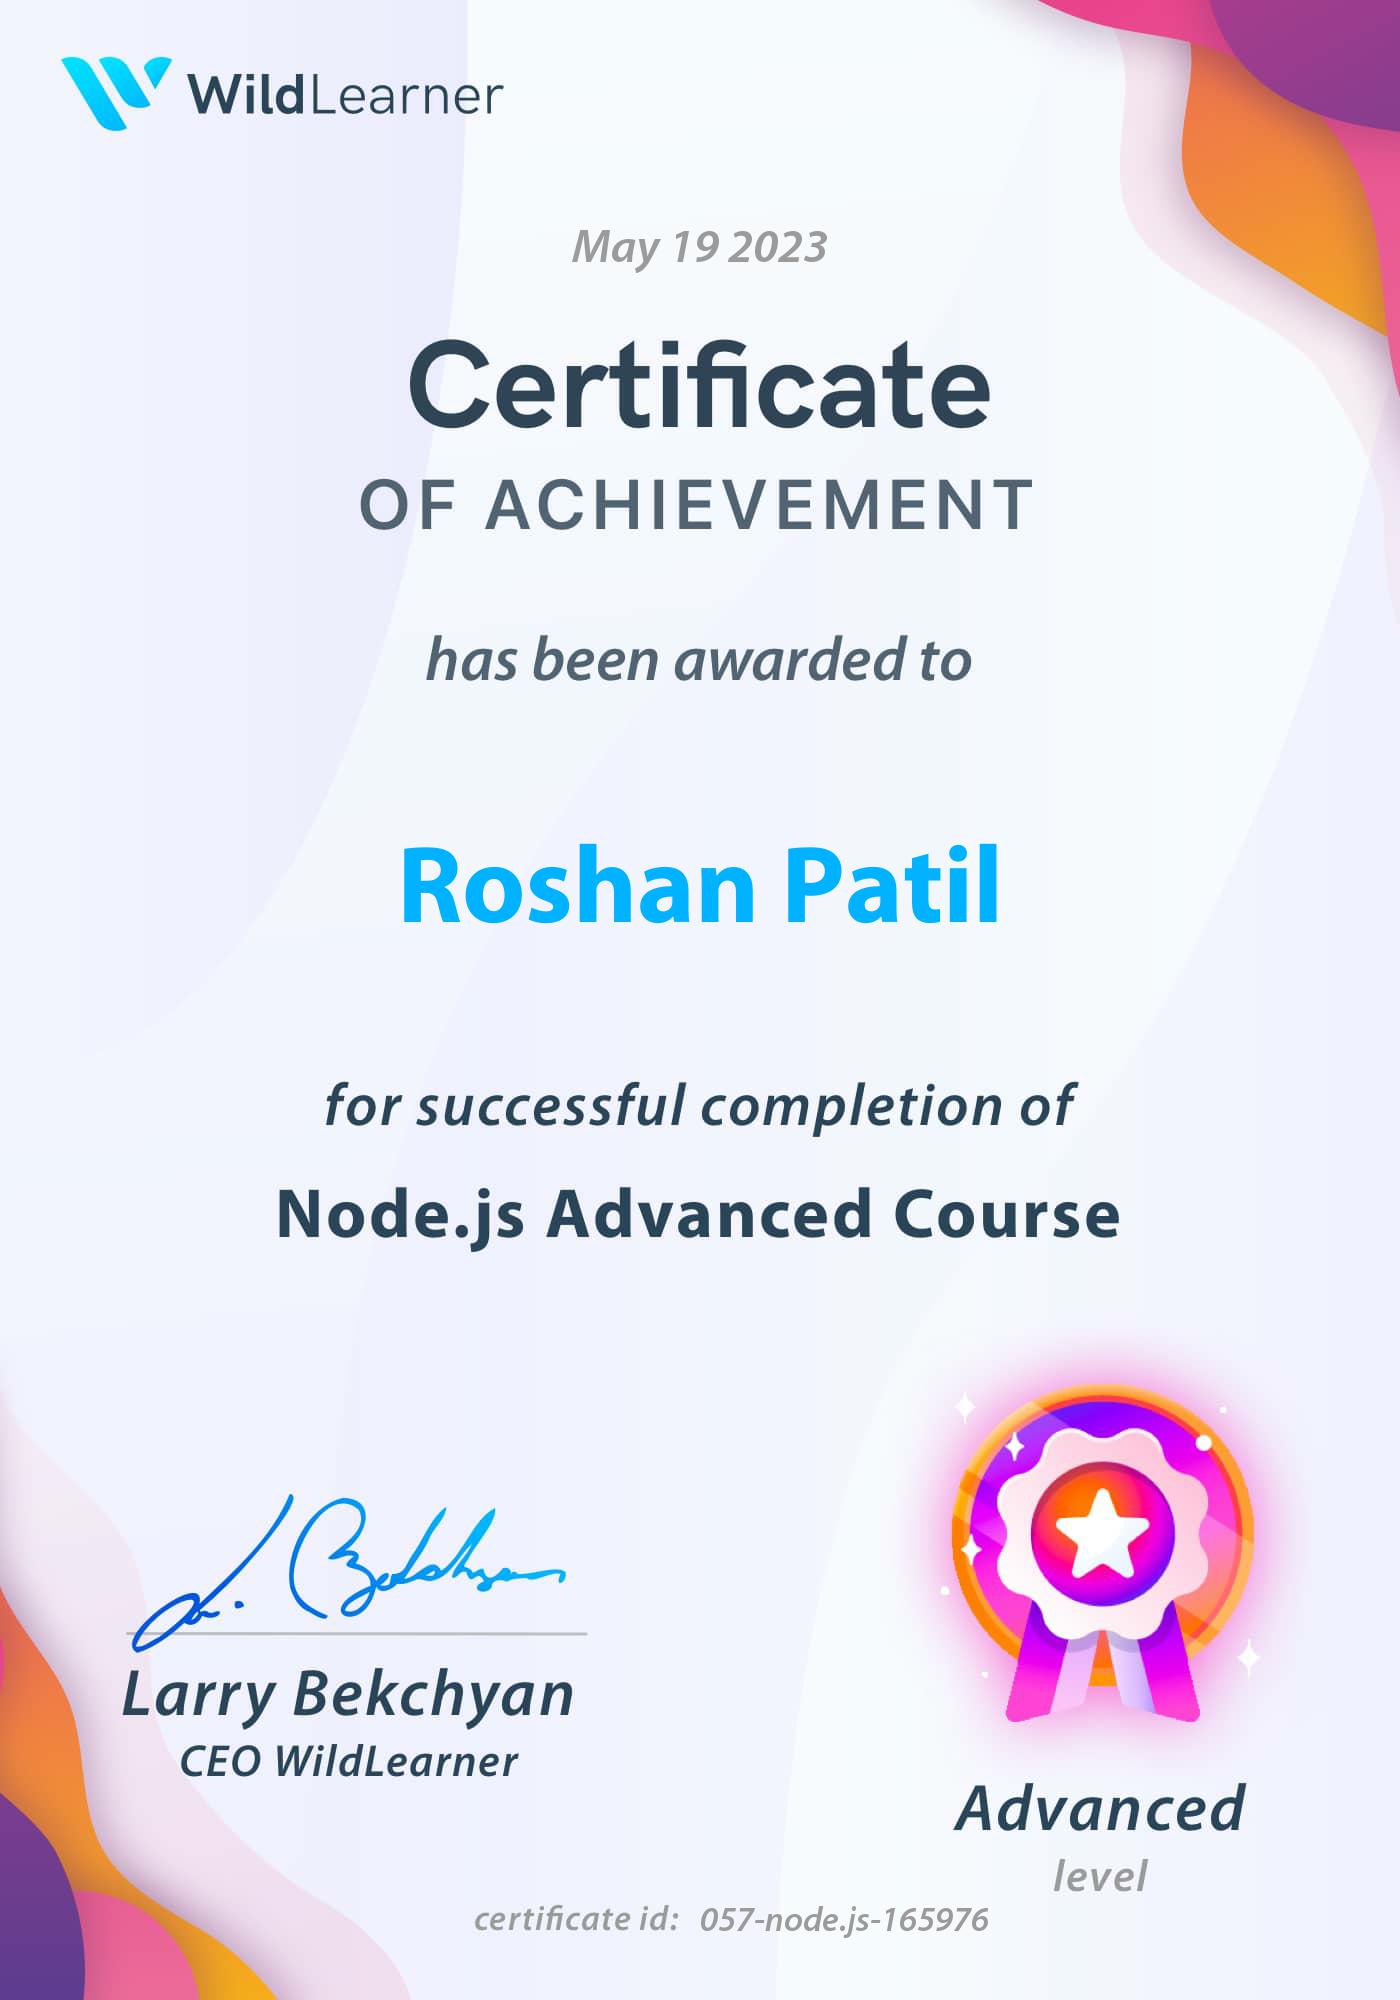 WildLearner
May 19 2023
Certificate
OF ACHIEVEMENT
has been awarded to
Roshan Patil
for successful completion of
Node.js Advanced Course
Larry Bekchyan
CEO WildLearner
Advanced
level
certificate id: 057-node.js-165976